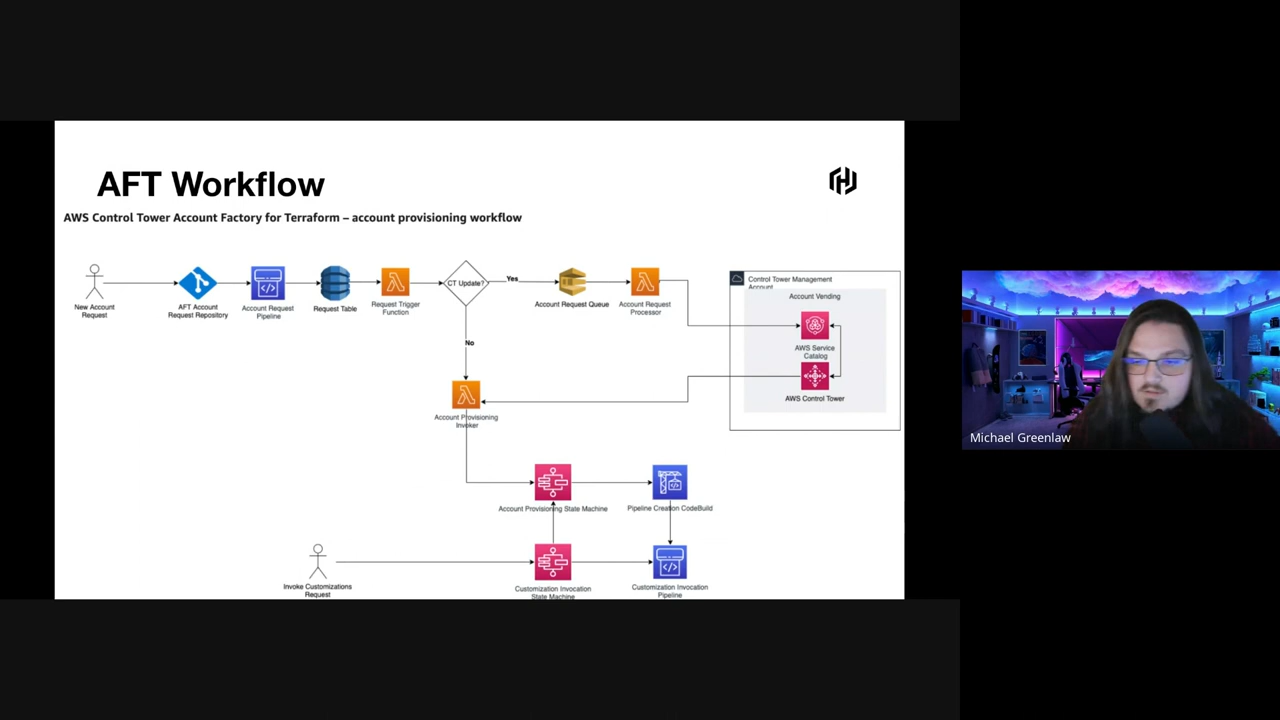 AFT Workflow
AWS Control Tower Account Factory for Terraform – account provisioning workflow
New Account
Request
AFT Account
Request Repository
Account Request
Pipeline
Request Table
Request Trigger
Function
CT Update?
Yes
Account Request Queue
Account Request
Processor
Control Tower Management
Account
Account Vending
AWS Service
Catalog
AWS Control Tower
No
Account Provisioning
Invoker
Account Provisioning State Machine
Pipeline Creation CodeBuild
Invoke Customizations
Request
Customization Invocation
State Machine
Customization Invocation
Pipeline
Michael Greenlaw